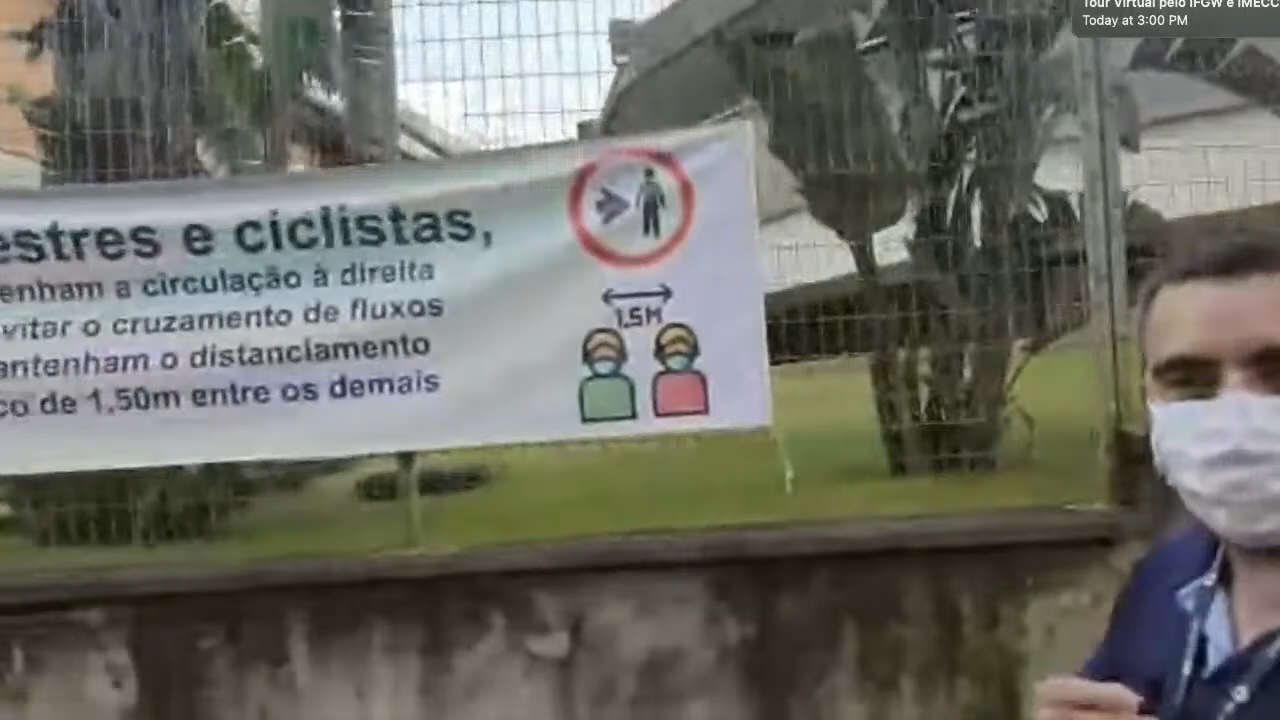 Tour Virtual pelo IFGW e IMECC
Today at 3:00 PM
estres e ciclistas,
enham a circulação à direita
vitar o cruzamento de fluxos
antenham o distanciamento
co de 1,50m entre os demais
1,5M